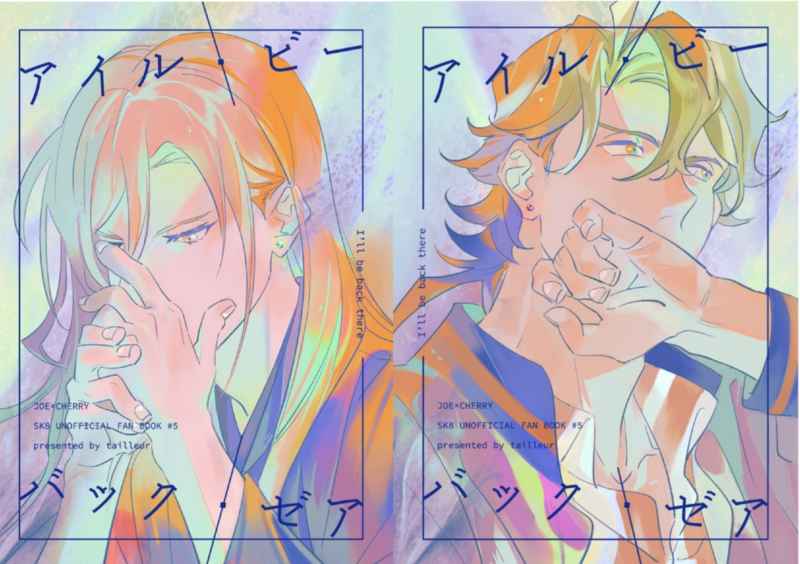 アイル・ビー
I'll be back there
JOE×CHERRY
SK8 UNOFFICIAL FAN BOOK #5
presented by tailleur
バック・ゼア
アイル・ビー
I'll be back there
JOE×CHERRY
SK8 UNOFFICIAL FAN BOOK #5
presented by tailleur
バック・ゼア